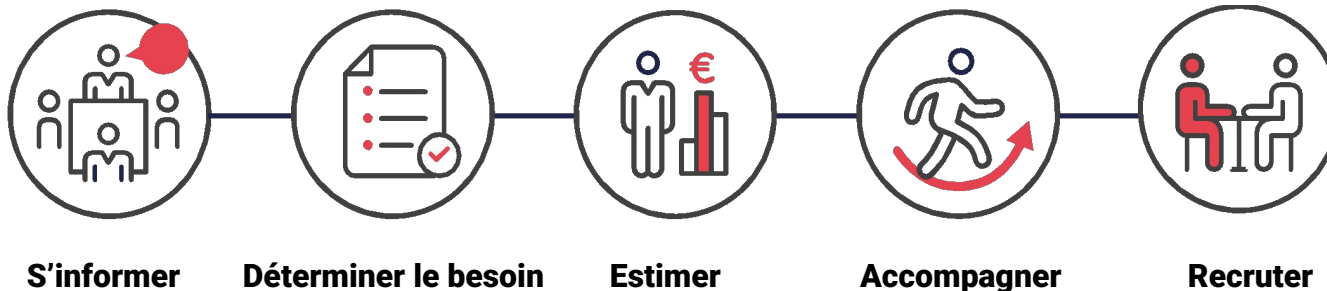 €
S’informer
Déterminer le besoin
Estimer
Accompagner
Recruter